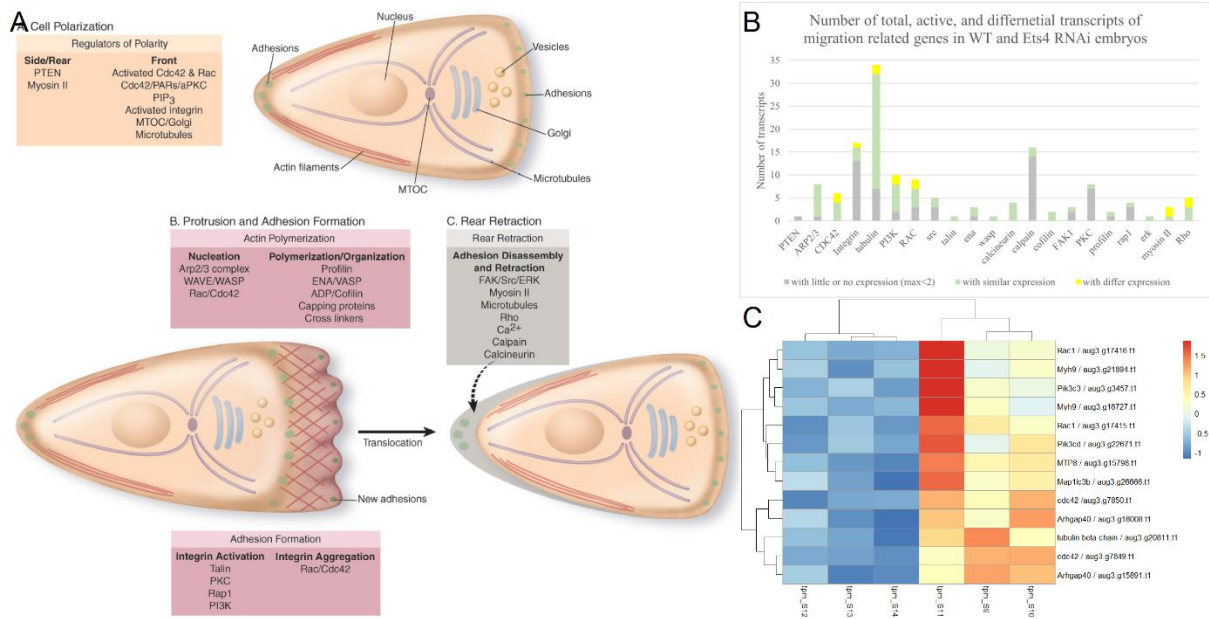 A
A. Cell Polarization
Regulators of Polarity
Side/Rear
PTEN
Myosin II
Front
Activated Cdc42 & Rac
Cdc42/PARs/aPKC
PIP3
Activated integrin
MTOC/Golgi
Microtubules
Adhesions
Nucleus
Vesicles
Adhesions
Golgi
Microtubules
MTOC
Actin filaments
B. Protrusion and Adhesion Formation
Actin Polymerization
Nucleation
Arp2/3 complex
WAVE/WASP
Rac/Cdc42
Polymerization/Organization
Profilin
ENA/VASP
ADP/Cofilin
Capping proteins
Cross linkers
C. Rear Retraction
Rear Retraction
Adhesion Disassembly
and Retraction
FAK/Src/ERK
Myosin II
Microtubules
Rho
Ca2+
Calpain
Calcineurin
Translocation
New adhesions
Adhesion Formation
Integrin Activation
Talin
PKC
Rap1
PI3K
Integrin Aggregation
Rac/Cdc42
B
Number of total, active, and differnetial transcripts of
migration related genes in WT and Ets4 RNAi embryos
Number of transcripts
35
30
25
20
15
10
5
0
PTEN
ARP2/3
CDC42
Integrin
tubulin
PI3K
RAC
src
talin
ena
wasp
calcineurin
calpain
cofilin
FAK1
PKC
profilin
rap1
erk
myosin II
Rho
with little or no expression (max<2)
with similar expression
with differ expression
C
Rac1 / aug3.g17416.t1
Myh9 / aug3.g21894.t1
Pik3c3 / aug3.g3457.t1
Myh9 / aug3.g16727.t1
Rac1 / aug3.g17415.t1
Pik3cd / aug3.g22671.t1
MTP8 / aug3.g15798.t1
Map1lc3b / aug3.g26666.t1
cdc42 / aug3.g7850.t1
Arhgap40 / aug3.g18008.t1
tubulin beta chain / aug3.g20811.t1
cdc42 / aug3.g7849.t1
Arhgap40 / aug3.g15891.t1
1.5
1
0.5
0
-0.5
-1
tpm_S12
tpm_S13
tpm_S14
tpm_S11
tpm_S9
tpm_S10